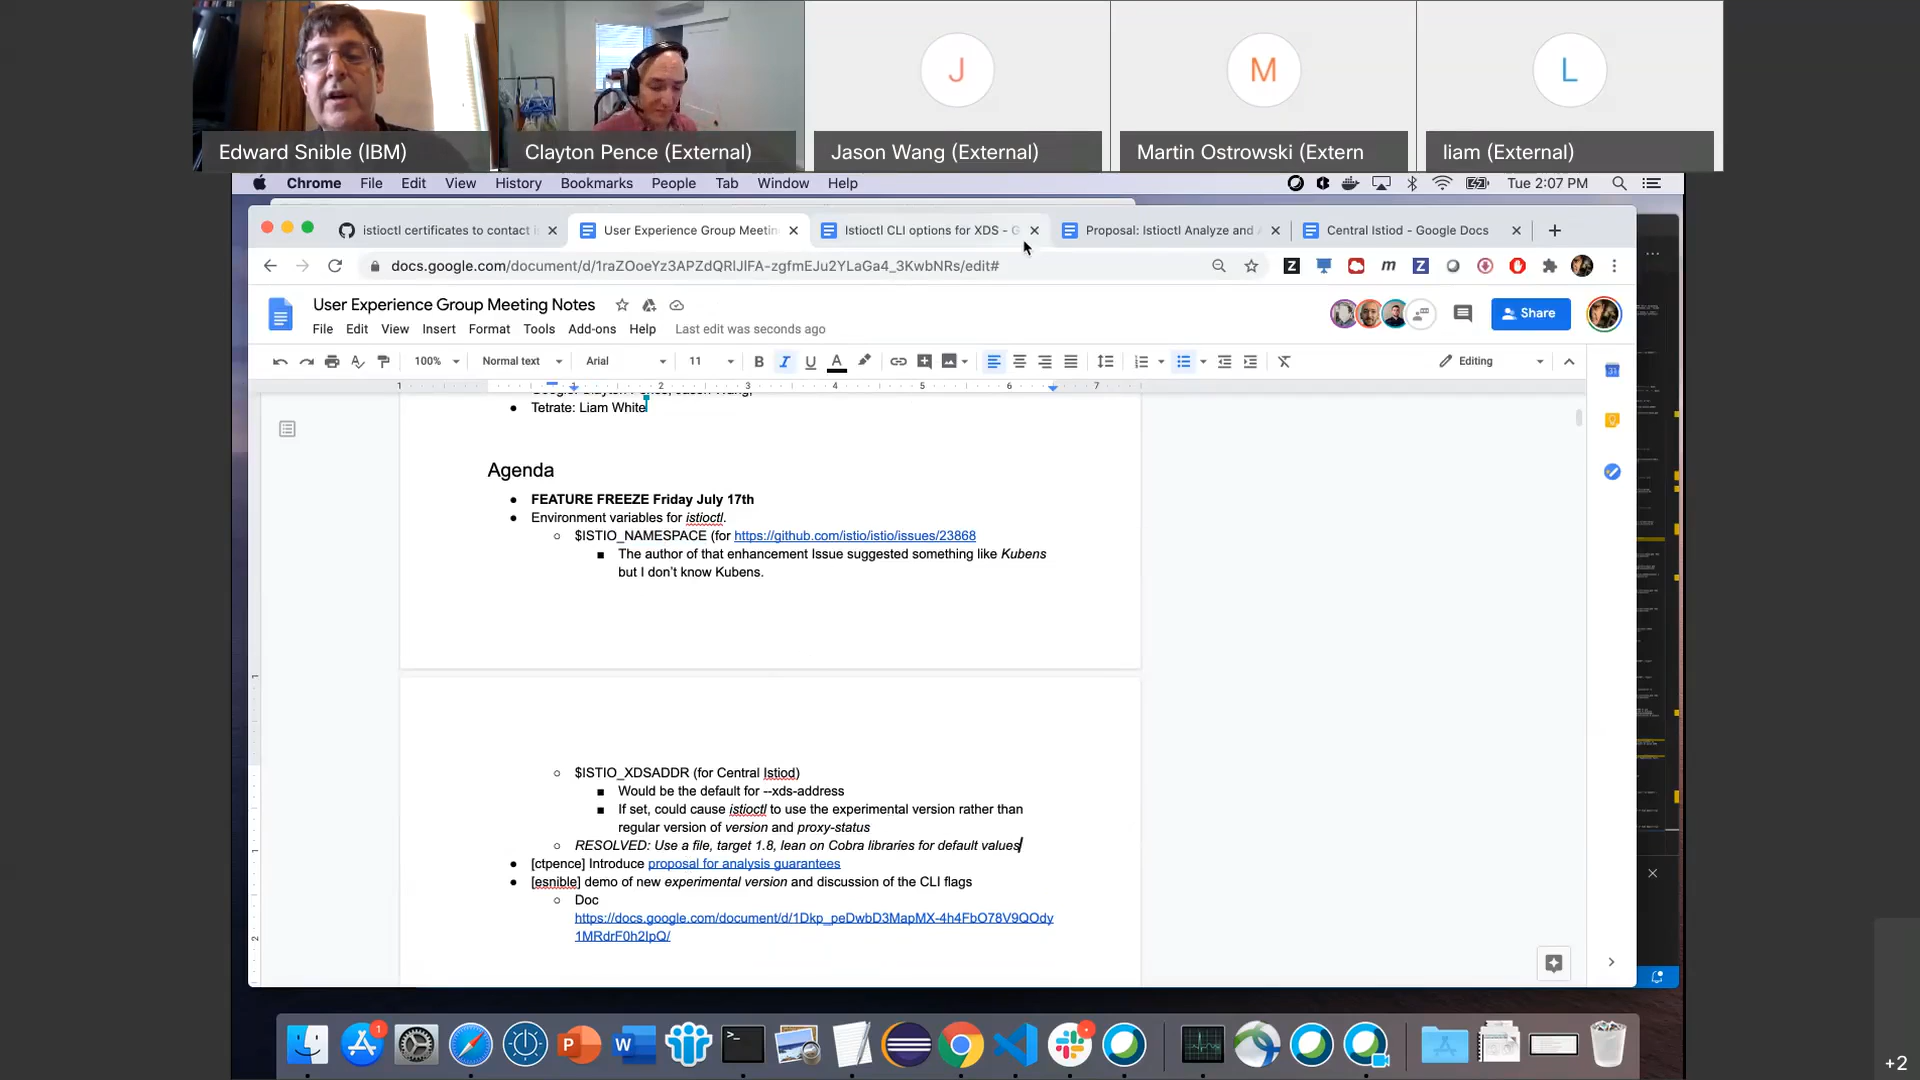 Edward Snible (IBM)
Clayton Pence (External)
J
Jason Wang (External)
M
Martin Ostrowski (Extern
L
liam (External)
Chrome File Edit View History Bookmarks People Tab Window Help
Tue 2:07 PM
istioctl certificates to contact
User Experience Group Meetin
Istioctl CLI options for XDS - G
Proposal: Istioctl Analyze and
Central Istiod - Google Docs
docs.google.com/document/d/1raZOoeYz3APZdQRlJIFA-zgfmEJu2YLaGa4_3KwbNRs/edit#
User Experience Group Meeting Notes
Share
File Edit View Insert Format Tools Add-ons Help Last edit was seconds ago
100% Normal text Arial 11 B I U A Editing
1 1 2 3 4 5 6 7
• Tetrate: Liam White
Agenda
• FEATURE FREEZE Friday July 17th
• Environment variables for istioctl.
○ $ISTIO_NAMESPACE (for https://github.com/istio/istio/issues/23868
■ The author of that enhancement Issue suggested something like Kubens
but I don't know Kubens.
○ $ISTIO_XDSADDR (for Central Istiod)
■ Would be the default for --xds-address
■ If set, could cause istioctl to use the experimental version rather than
regular version of version and proxy-status
○ RESOLVED: Use a file, target 1.8, lean on Cobra libraries for default values
• [ctpence] Introduce proposal for analysis guarantees
• [esnible] demo of new experimental version and discussion of the CLI flags
○ Doc
https://docs.google.com/document/d/1Dkp_peDwbD3MapMX-4h4FbO78V9QOdy
1MRdrF0h2IpQ/
+2